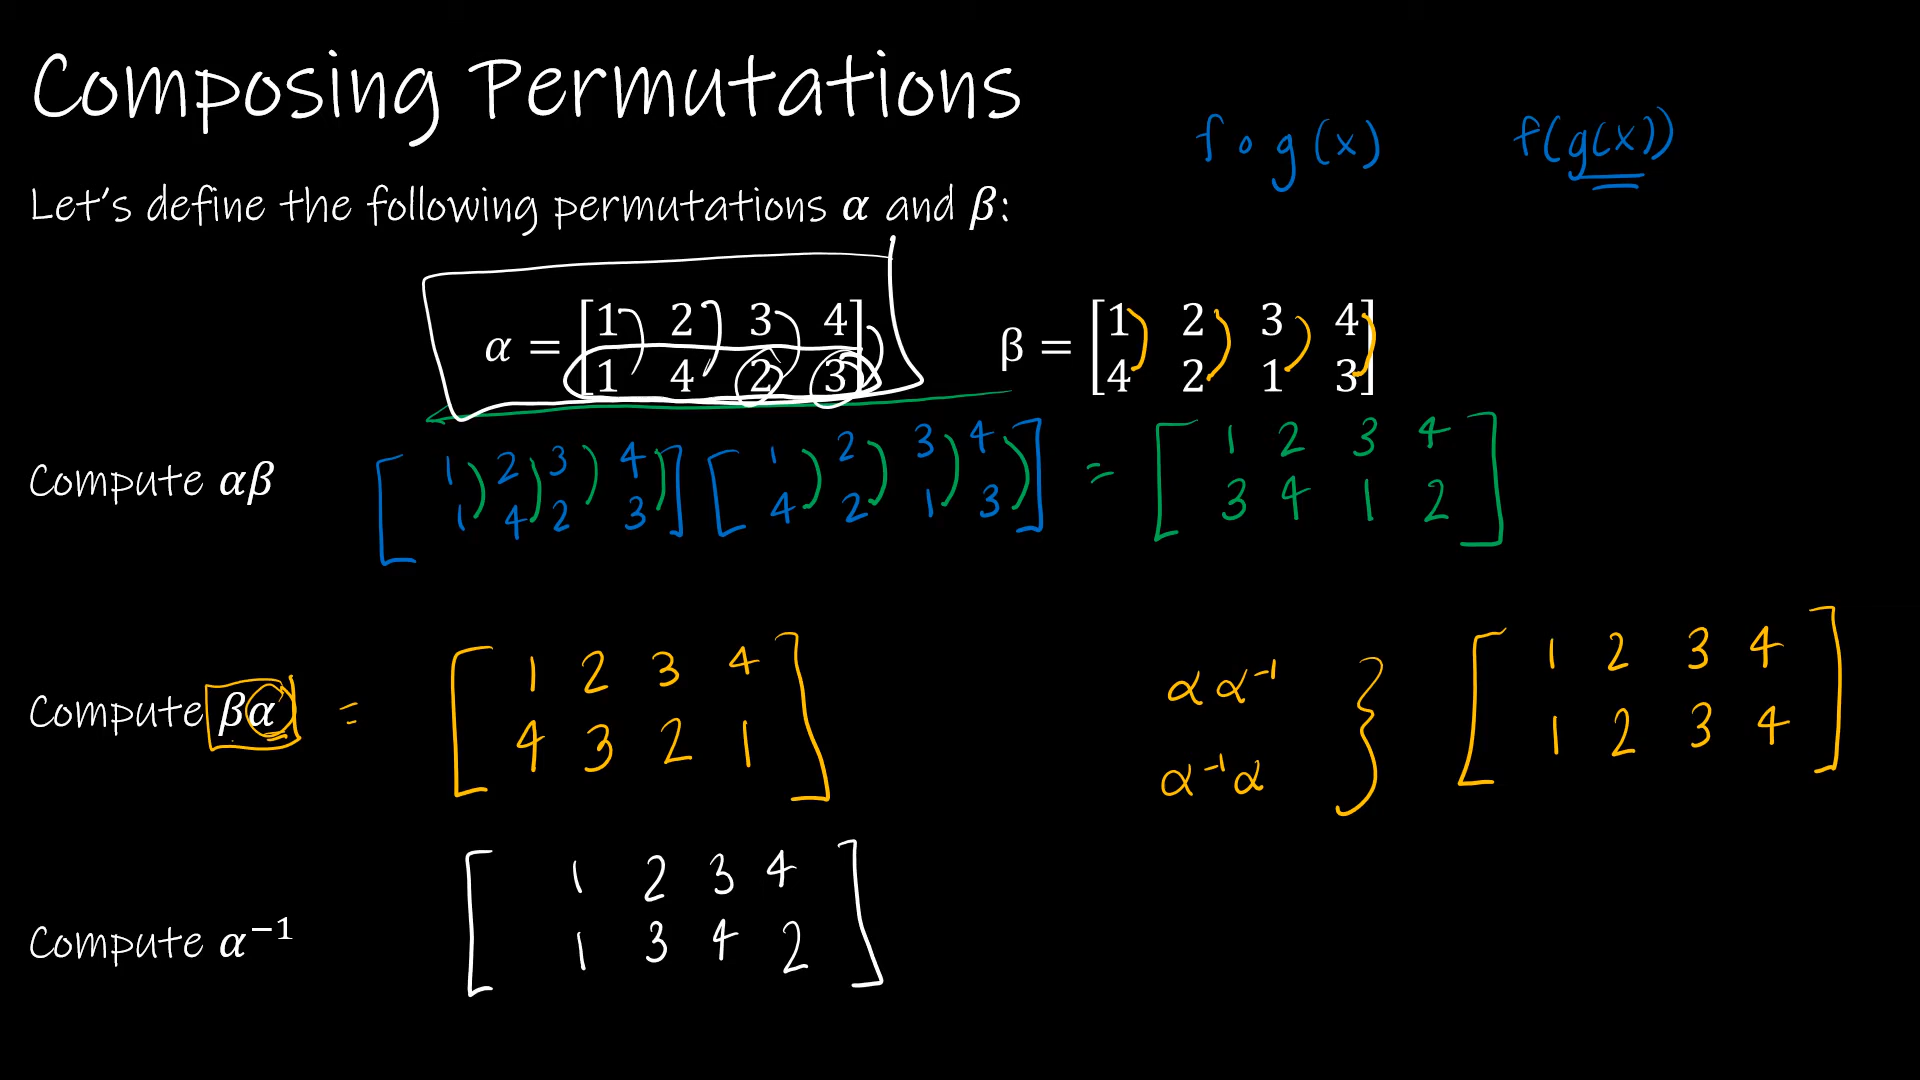 Composing Permutations
f∘g(x) f(g(x))
Let's define the following permutations α and β:
α = [1 2 3 4] β = [1 2 3 4]
[1 4 2 3] [4 2 1 3]
Compute αβ [1 2 3 4] [1 2 3 4] = [1 2 3 4]
[1 4 2 3] [4 2 1 3] [3 4 1 2]
Compute βα = [1 2 3 4]
[4 3 2 1]
αα⁻¹ } [1 2 3 4]
α⁻¹α [1 2 3 4]
Compute α⁻¹ [1 2 3 4]
[1 3 4 2]